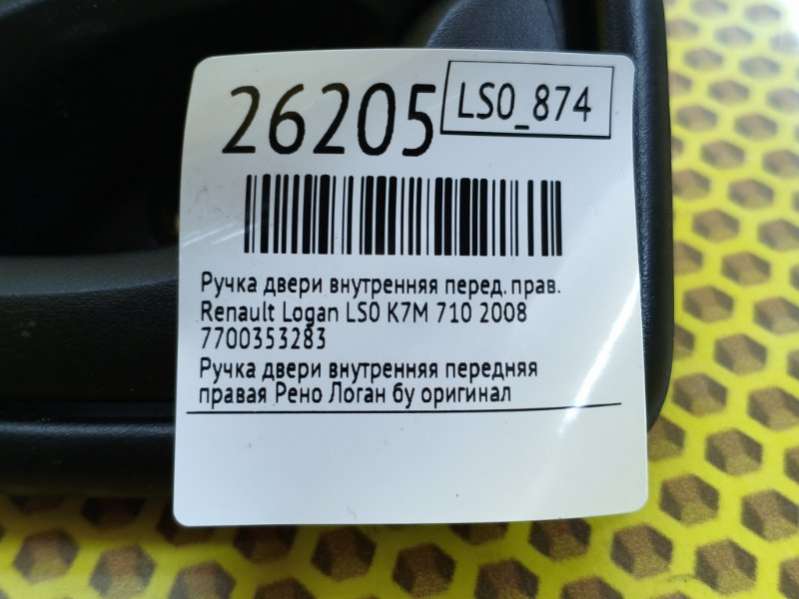 26205
LS0_874
Ручка двери внутренняя перед. прав.
Renault Logan LS0 K7M 710 2008
7700353283
Ручка двери внутренняя передняя
правая Рено Логан бу оригинал